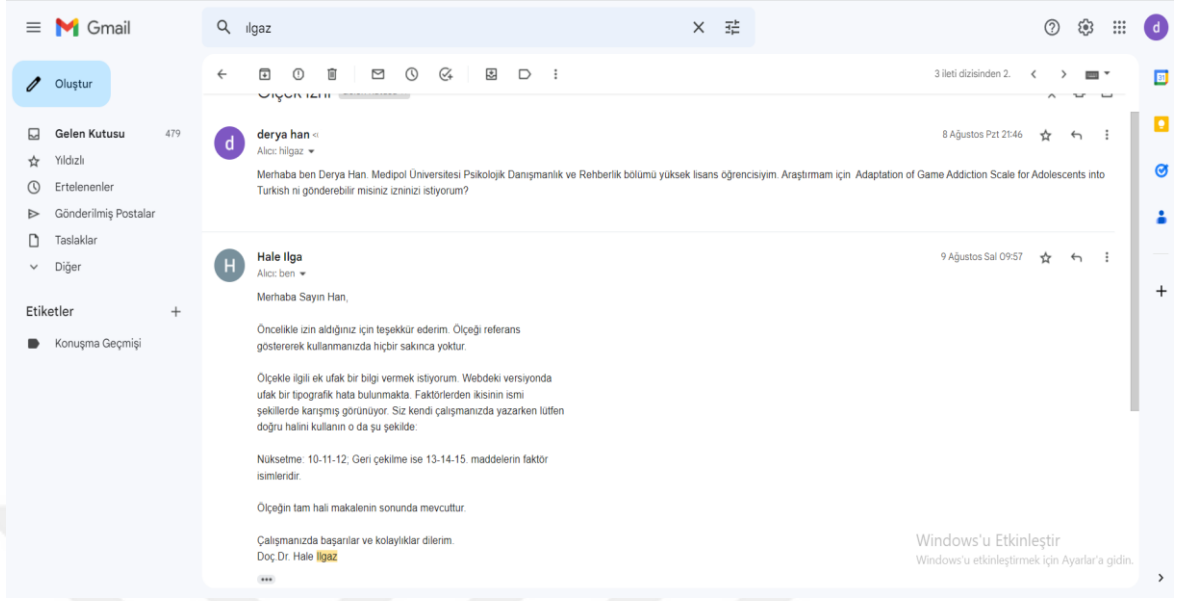 Gmail
ılgaz
d
Oluştur
3 ileti dizisinden 2.
31
Ölçek İzni
Gelen Kutusu 479
Yıldızlı
Ertelenenler
Gönderilmiş Postalar
Taslaklar
Diğer
Etiketler
Konuşma Geçmişi
d
derya han
8 Ağustos Pzt 21:46
Alıcı: hilgaz
Merhaba ben Derya Han. Medipol Üniversitesi Psikolojik Danışmanlık ve Rehberlik bölümü yüksek lisans öğrencisiyim. Araştırmam için Adaptation of Game Addiction Scale for Adolescents into
Turkish ni gönderebilir misiniz izninizi istiyorum?
H
Hale Ilga
9 Ağustos Sal 09:57
Alıcı: ben
Merhaba Sayın Han,
Öncelikle izin aldığınız için teşekkür ederim. Ölçeği referans
göstererek kullanmanızda hiçbir sakınca yoktur.
Ölçekle ilgili ek ufak bir bilgi vermek istiyorum. Webdeki versiyonda
ufak bir tipografik hata bulunmakta. Faktörlerden ikisinin ismi
şekillerde karışmış görünüyor. Siz kendi çalışmanızda yazarken lütfen
doğru halini kullanın o da şu şekilde:
Nüksetme: 10-11-12; Geri çekilme ise 13-14-15. maddelerin faktör
isimleridir.
Ölçeğin tam hali makalenin sonunda mevcuttur.
Çalışmanızda başarılar ve kolaylıklar dilerim.
Doç.Dr. Hale Ilgaz
Windows'u Etkinleştir
Windows'u etkinleştirmek için Ayarlar'a gidin.